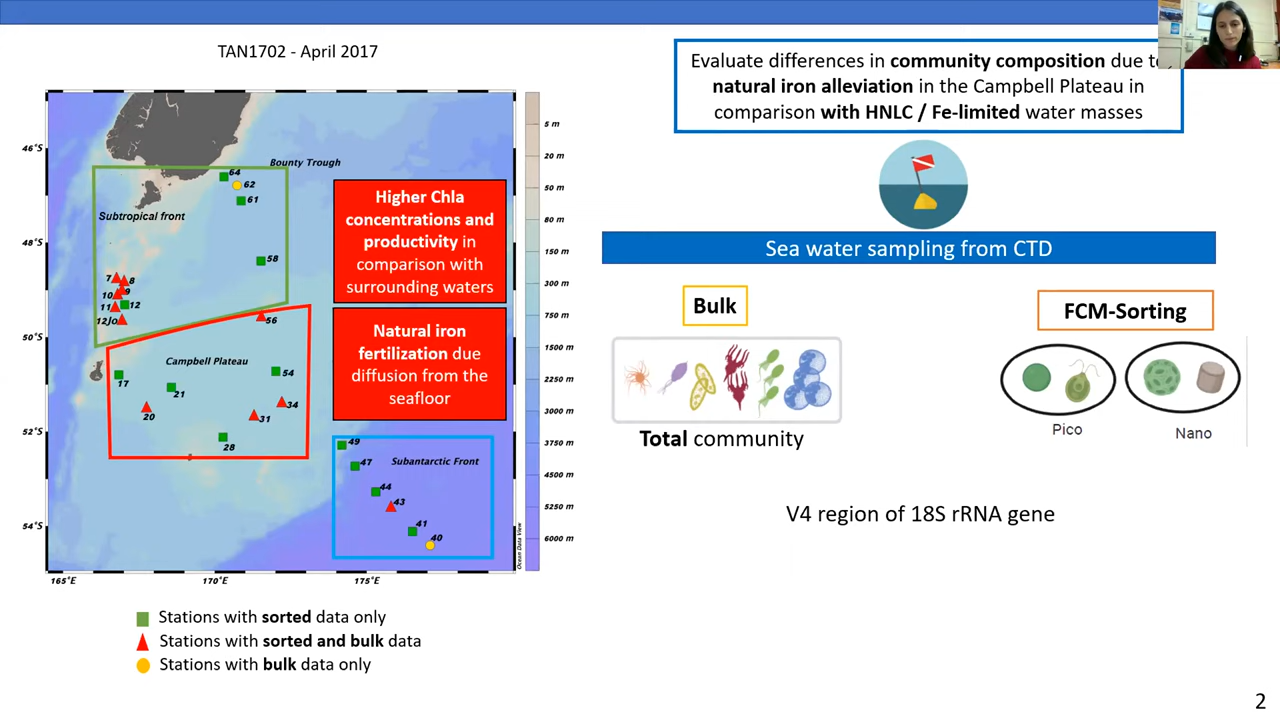 TAN1702 - April 2017
46°S
48°S
50°S
52°S
54°S
165°E
170°E
175°E
Bounty Trough
64
62
61
Subtropical front
58
7
8
9
10
11
12
12Jo
56
Campbell Plateau
17
21
54
20
31
34
28
49
47
Subantarctic Front
44
43
41
40
Ocean Data View
5 m
20 m
50 m
80 m
150 m
300 m
750 m
1500 m
2250 m
3000 m
3750 m
4500 m
5250 m
6000 m
Higher Chla
concentrations and
productivity in
comparison with
surrounding waters
Natural iron
fertilization due
diffusion from the
seafloor
Stations with sorted data only
Stations with sorted and bulk data
Stations with bulk data only
Evaluate differences in community composition due
natural iron alleviation in the Campbell Plateau in
comparison with HNLC / Fe-limited water masses
Sea water sampling from CTD
Bulk
Total community
FCM-Sorting
Pico
Nano
V4 region of 18S rRNA gene
2